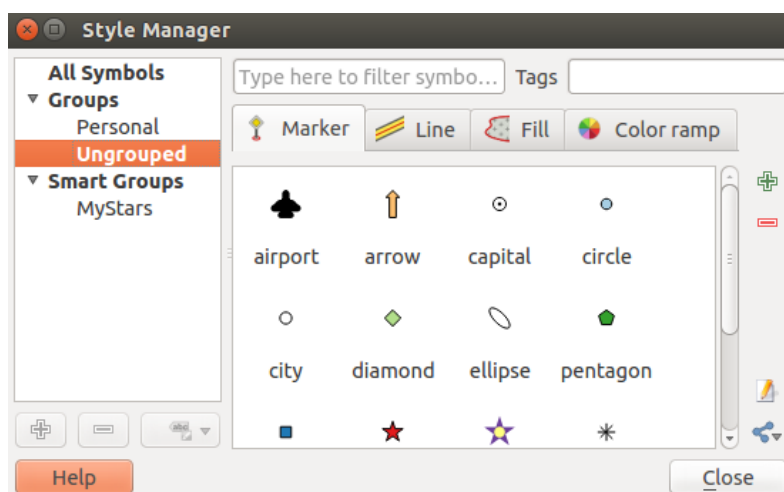 Style Manager
All Symbols
Groups
Personal
Ungrouped
Smart Groups
MyStars
Type here to filter symbo...
Tags
Marker
Line
Fill
Color ramp
airport
arrow
capital
circle
city
diamond
ellipse
pentagon
Help
Close